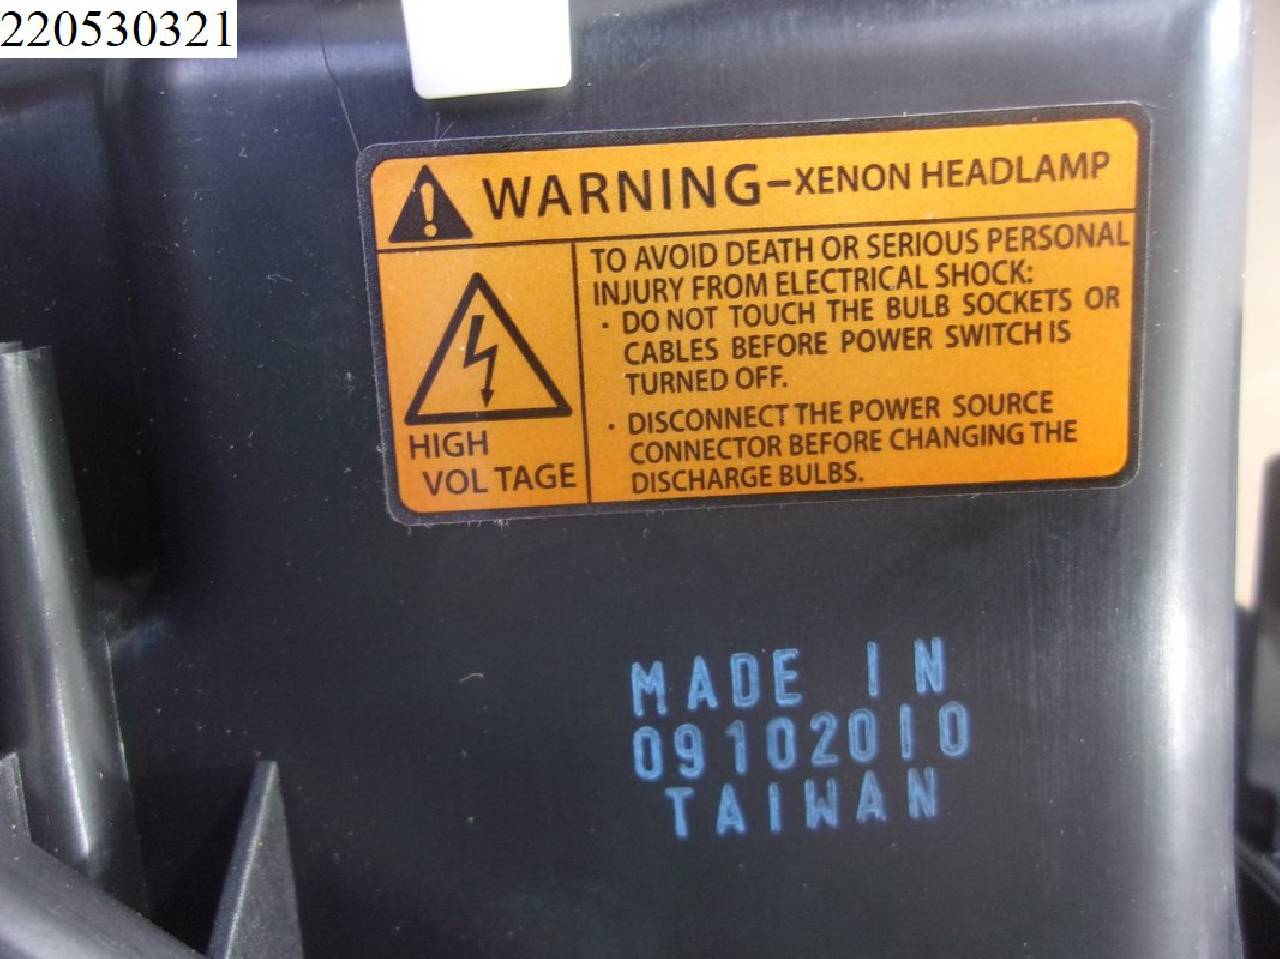 220530321
WARNING-XENON HEADLAMP
TO AVOID DEATH OR SERIOUS PERSONAL
INJURY FROM ELECTRICAL SHOCK:
· DO NOT TOUCH THE BULB SOCKETS OR
CABLES BEFORE POWER SWITCH IS
TURNED OFF.
· DISCONNECT THE POWER SOURCE
CONNECTOR BEFORE CHANGING THE
DISCHARGE BULBS.
HIGH
VOLTAGE
MADE IN
09102010
TAIWAN